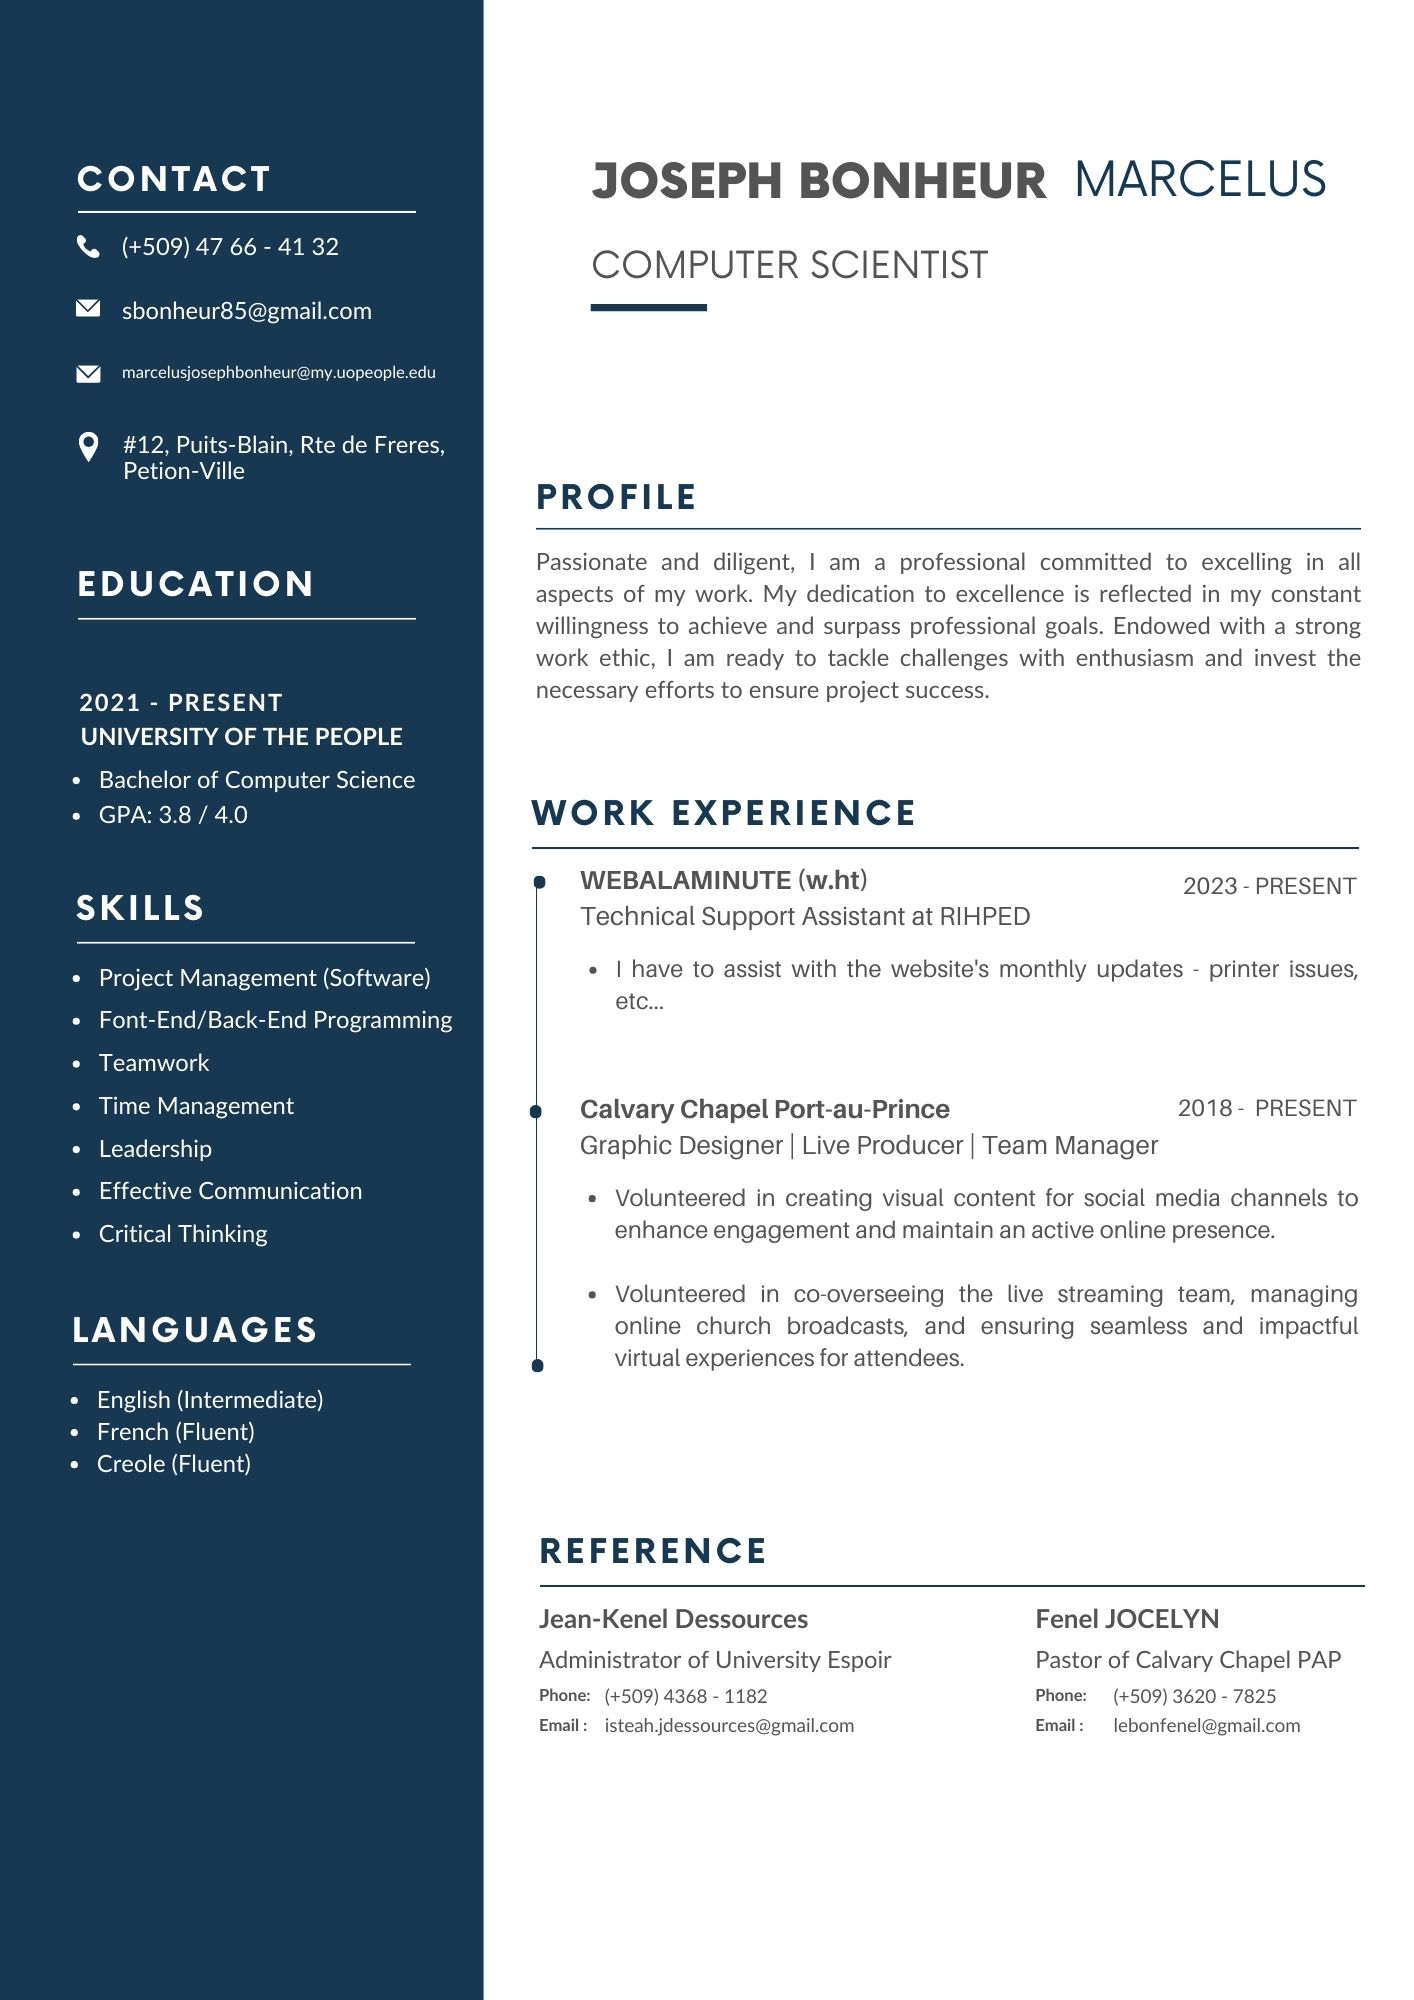 CONTACT
(+509) 47 66 - 41 32
sbonheur85@gmail.com
marcelusjosephbonheur@my.uopeople.edu
#12, Puits-Blain, Rte de Freres,
Petion-Ville
EDUCATION
2021 - PRESENT
UNIVERSITY OF THE PEOPLE
• Bachelor of Computer Science
• GPA: 3.8 / 4.0
SKILLS
• Project Management (Software)
• Font-End/Back-End Programming
• Teamwork
• Time Management
• Leadership
• Effective Communication
• Critical Thinking
LANGUAGES
• English (Intermediate)
• French (Fluent)
• Creole (Fluent)
JOSEPH BONHEUR MARCELUS
COMPUTER SCIENTIST
PROFILE
Passionate and diligent, I am a professional committed to excelling in all
aspects of my work. My dedication to excellence is reflected in my constant
willingness to achieve and surpass professional goals. Endowed with a strong
work ethic, I am ready to tackle challenges with enthusiasm and invest the
necessary efforts to ensure project success.
WORK EXPERIENCE
WEBALAMINUTE (w.ht) 2023 - PRESENT
Technical Support Assistant at RIHPED
• I have to assist with the website's monthly updates - printer issues,
etc...
Calvary Chapel Port-au-Prince 2018 - PRESENT
Graphic Designer | Live Producer | Team Manager
• Volunteered in creating visual content for social media channels to
enhance engagement and maintain an active online presence.
• Volunteered in co-overseeing the live streaming team, managing
online church broadcasts, and ensuring seamless and impactful
virtual experiences for attendees.
REFERENCE
Jean-Kenel Dessources
Administrator of University Espoir
Phone: (+509) 4368 - 1182
Email : isteah.jdessources@gmail.com
Fenel JOCELYN
Pastor of Calvary Chapel PAP
Phone: (+509) 3620 - 7825
Email : lebonfenel@gmail.com